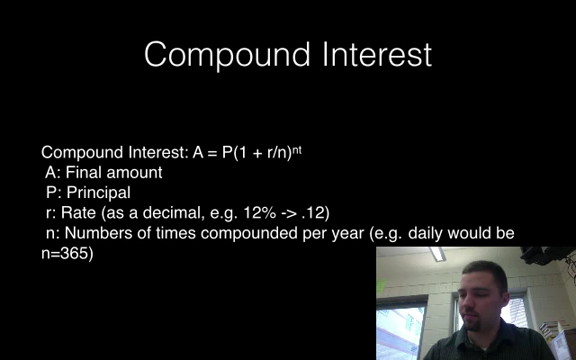 Compound Interest
Compound Interest: A = P(1 + r/n)ⁿᵗ
A: Final amount
P: Principal
r: Rate (as a decimal, e.g. 12% -> .12)
n: Numbers of times compounded per year (e.g. daily would be
n=365)